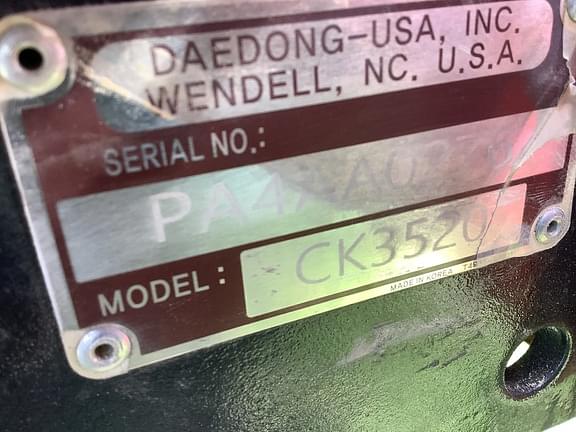 DAEDONG-USA, INC.
WENDELL, NC. U.S.A.
SERIAL NO.:
MODEL: CK3520
MADE IN KOREA